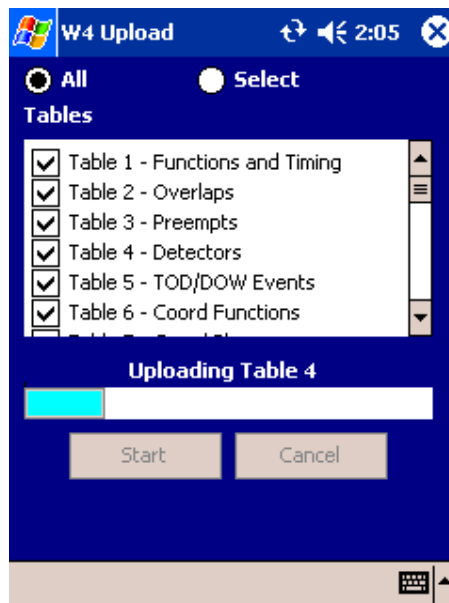 W4 Upload 2:05
All Select
Tables
Table 1 - Functions and Timing
Table 2 - Overlaps
Table 3 - Preempts
Table 4 - Detectors
Table 5 - TOD/DOW Events
Table 6 - Coord Functions
Uploading Table 4
Start Cancel